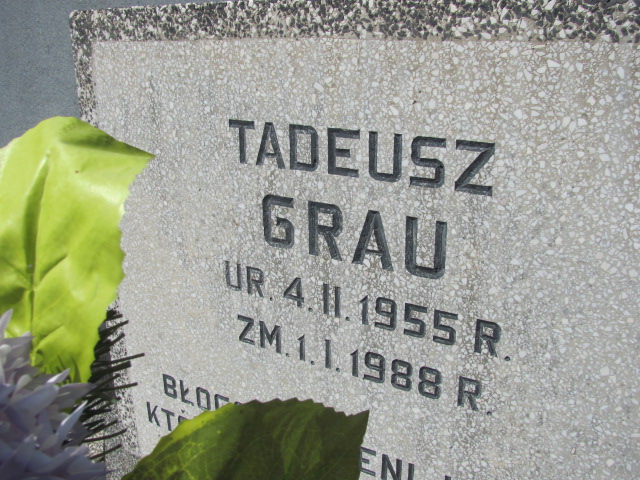 TADEUSZ
GRAU
UR. 4.II.1955 R.
ZM.1.I.1988 R.